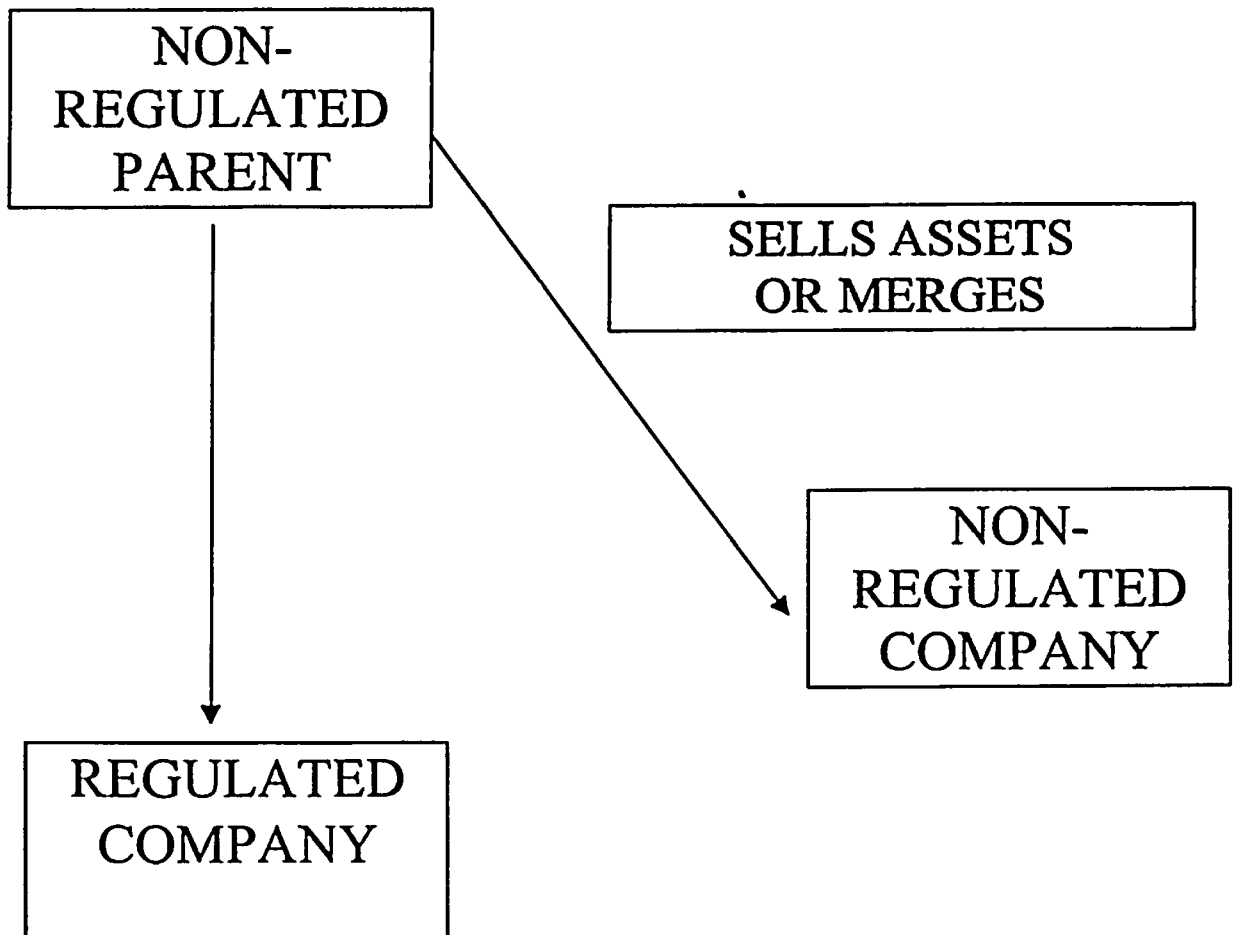 NON-
REGULATED
PARENT
SELLS ASSETS
OR MERGES
NON-
REGULATED
COMPANY
REGULATED
COMPANY